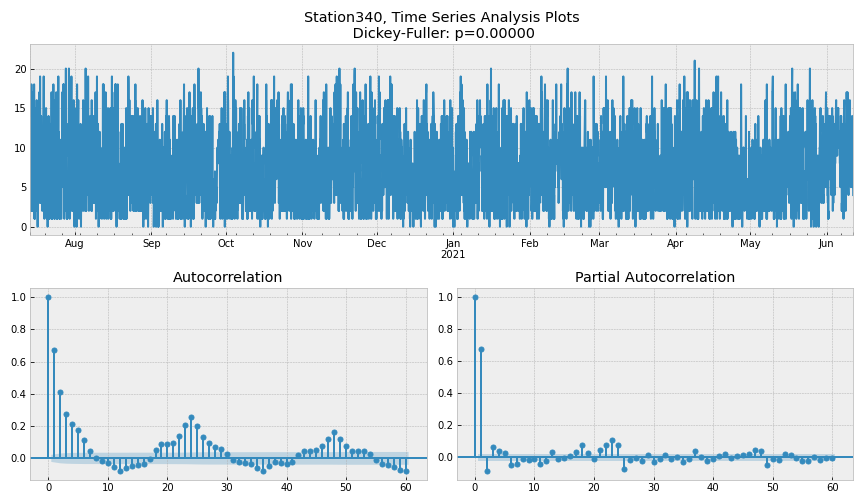 Station340, Time Series Analysis Plots
Dickey-Fuller: p=0.00000
20
15
10
5
0
Aug Sep Oct Nov Dec Jan Feb Mar Apr May Jun
2021
Autocorrelation
1.0
0.8
0.6
0.4
0.2
0.0
0 10 20 30 40 50 60
Partial Autocorrelation
1.0
0.8
0.6
0.4
0.2
0.0
0 10 20 30 40 50 60